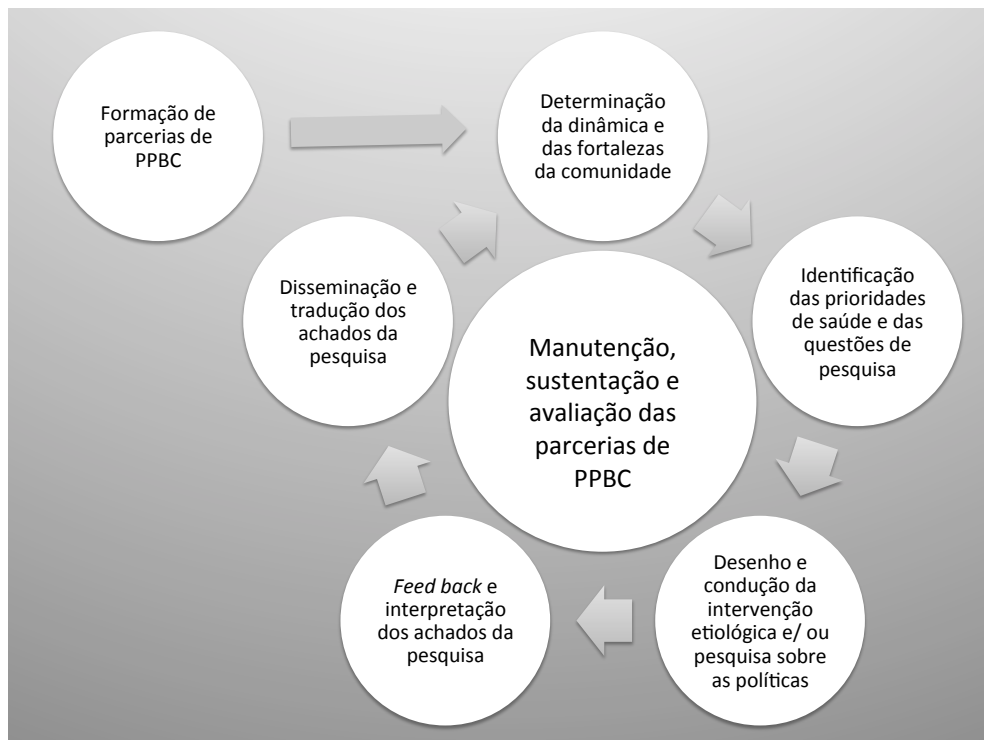 Formação de
parcerias de
PPBC
Determinação
da dinâmica e
das fortalezas
da comunidade
Identificação
das prioridades
de saúde e das
questões de
pesquisa
Desenho e
condução da
intervenção
etiológica e/ ou
pesquisa sobre
as políticas
Feed back e
interpretação
dos achados da
pesquisa
Disseminação e
tradução dos
achados da
pesquisa
Manutenção,
sustentação e
avaliação das
parcerias de
PPBC